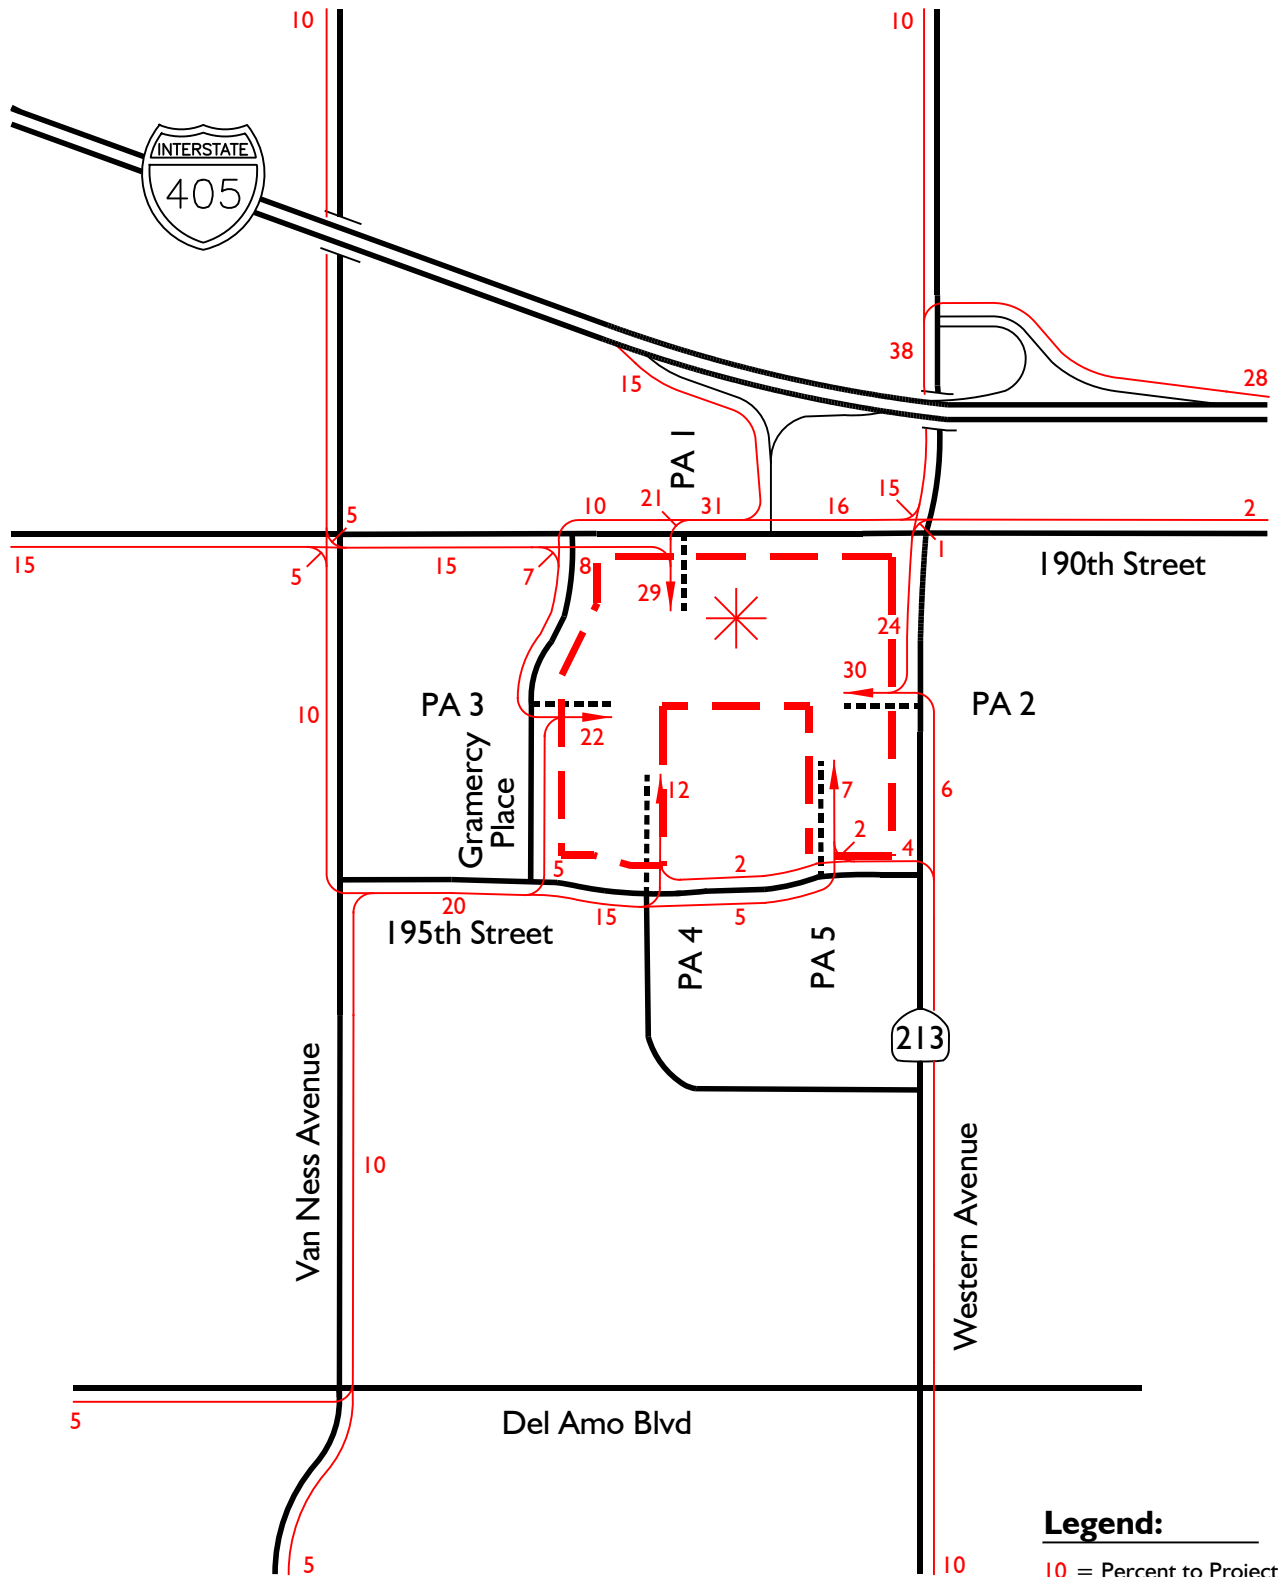 10
10
INTERSTATE
405
38
15
28
PA 1
15
10
21
31
16
2
5
1
15
5
15
7
8
190th Street
29
24
30
PA 3
PA 2
10
22
Gramercy
Place
12
7
6
2
4
5
2
20
15
5
195th Street
PA 4
PA 5
213
Van Ness Avenue
10
Western Avenue
5
Del Amo Blvd
Legend:
5
10
10 = Percent to Project